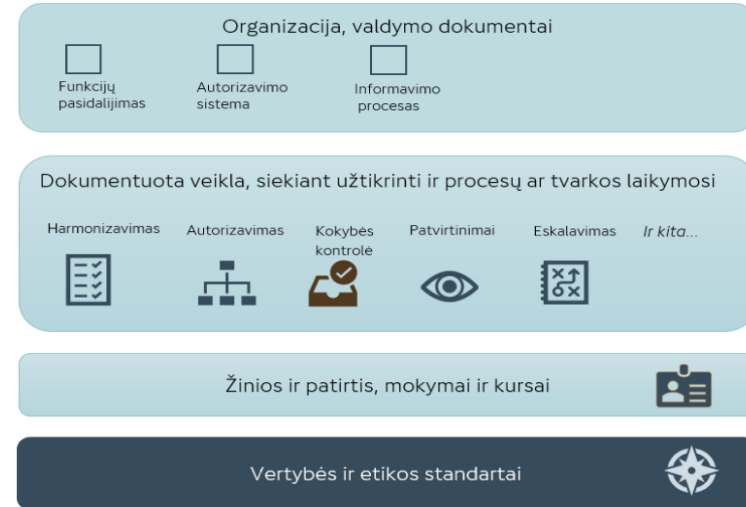 Organizacija, valdymo dokumentai
Funkcijų
pasidalijimas
Autorizavimo
sistema
Informavimo
procesas
Dokumentuota veikla, siekiant užtikrinti ir procesų ar tvarkos laikymosi
Harmonizavimas
Autorizavimas
Kokybės
kontrolė
Patvirtinimai
Eskalavimas
Ir kita...
Žinios ir patirtis, mokymai ir kursai
Vertybės ir etikos standartai